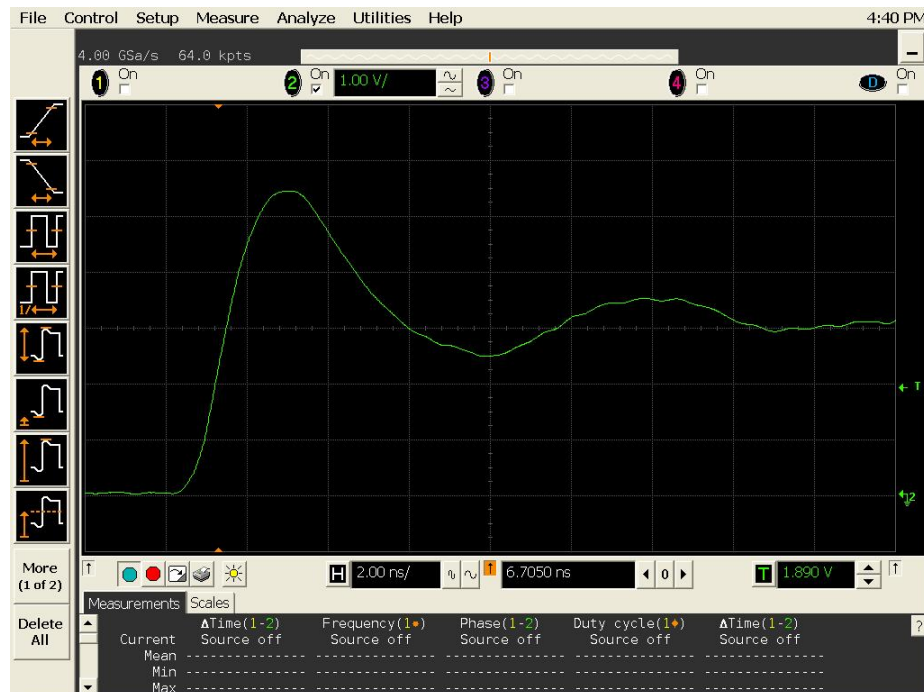 File Control Setup Measure Analyze Utilities Help 4:40 PM
4.00 GSa/s 64.0 kpts
1 On 2 On 1.00 V/ 3 On 4 On D On
T
2
1/
More
(1 of 2)
Delete
All
H 2.00 ns/ 6.7050 ns 0 T 1.890 V
Measurements Scales
ΔTime(1-2) Frequency(1) Phase(1-2) Duty cycle(1) ΔTime(1-2) ?
Current Source off Source off Source off Source off Source off
Mean --------------- --------------- --------------- --------------- ---------------
Min --------------- --------------- --------------- --------------- ---------------
Max --------------- --------------- --------------- --------------- ---------------